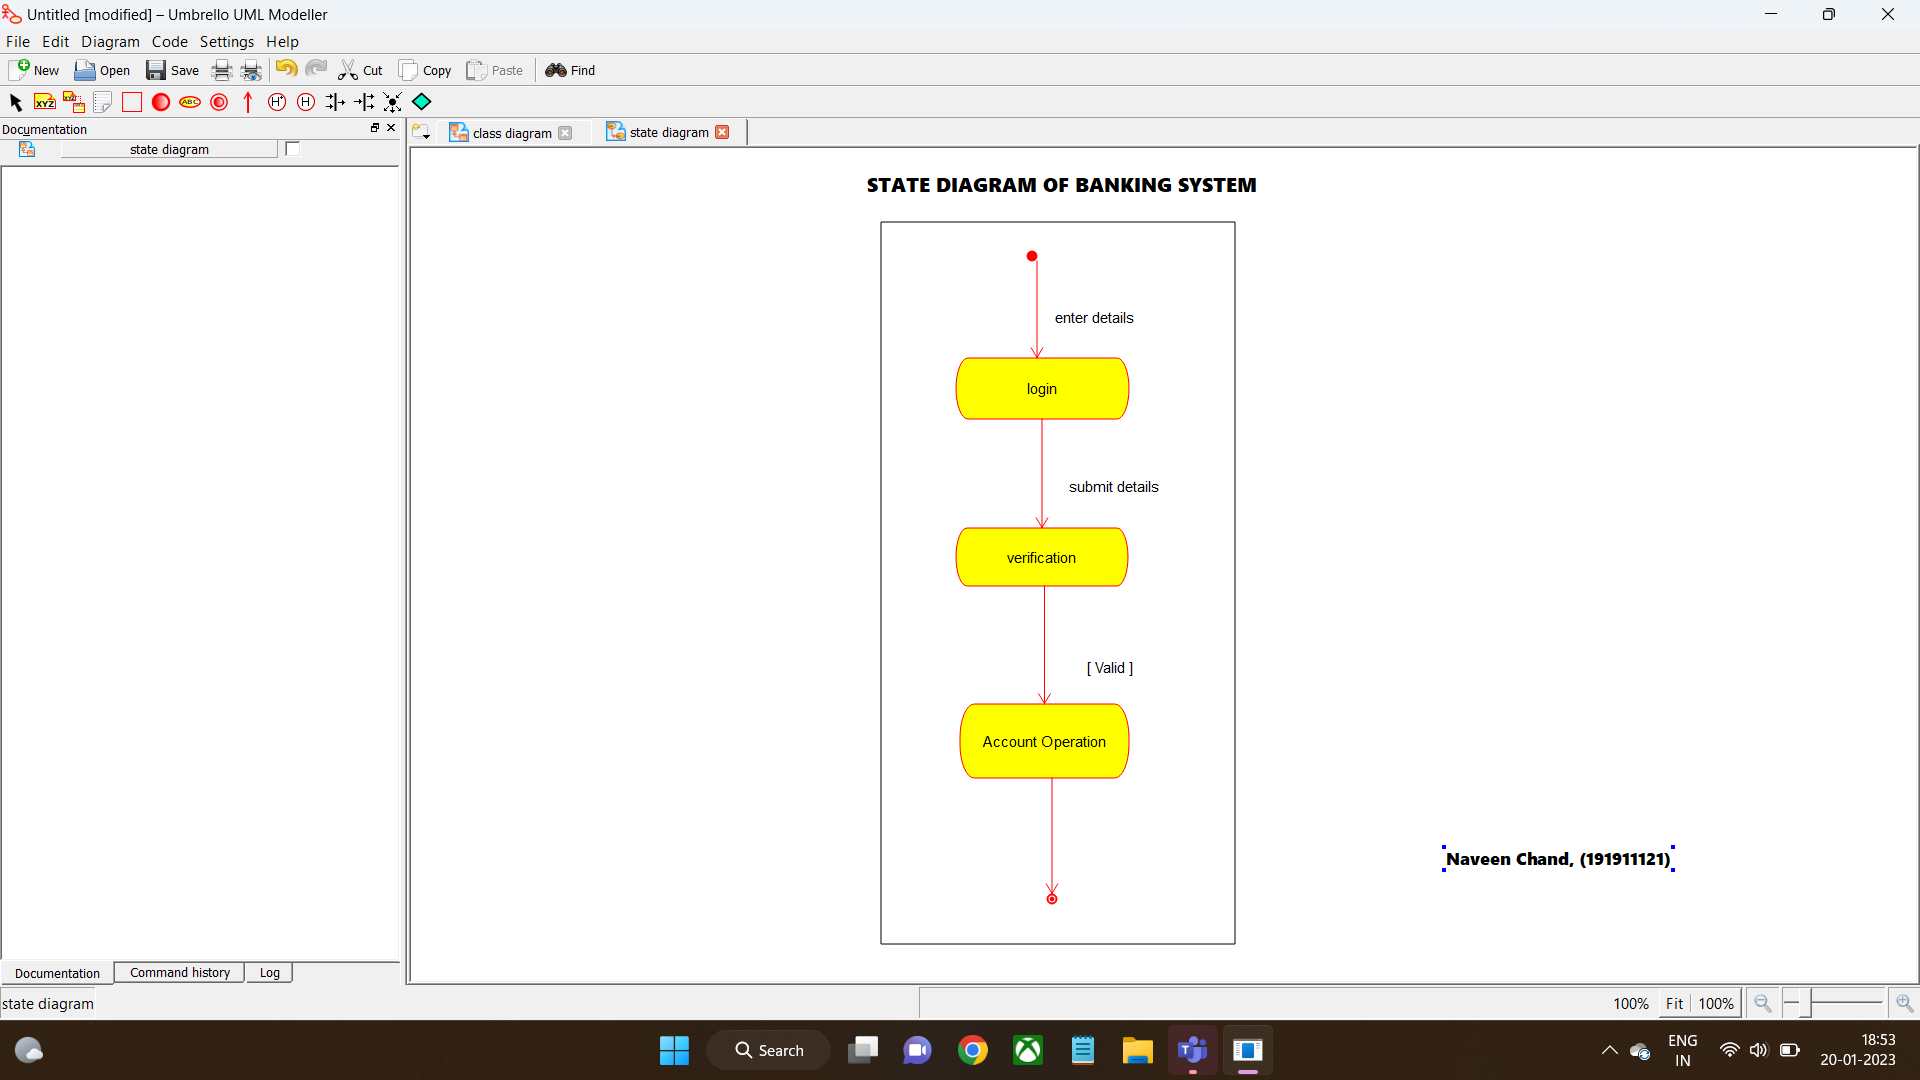 Untitled [modified] – Umbrello UML Modeller
File Edit Diagram Code Settings Help
New Open Save Cut Copy Paste Find
XYZ XYZ ABC H* H
Documentation
state diagram
class diagram state diagram
STATE DIAGRAM OF BANKING SYSTEM
enter details
login
submit details
verification
[ Valid ]
Account Operation
Naveen Chand, (191911121)
Documentation Command history Log
state diagram
100% Fit 100%
Search
ENG
IN
18:53
20-01-2023